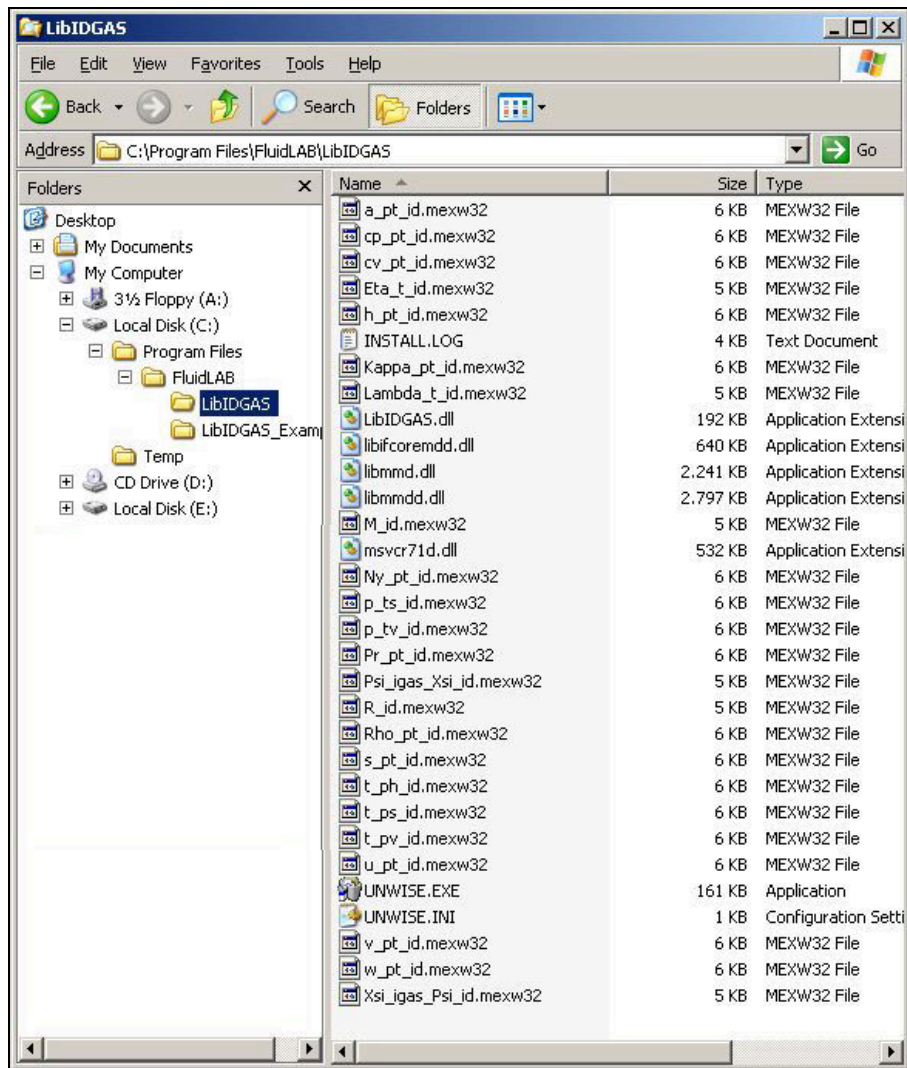 LibIDGAS
File Edit View Favorites Tools Help
Back Search Folders
Address C:\Program Files\FluidLAB\LibIDGAS Go
Folders x
Desktop
My Documents
My Computer
3½ Floppy (A:)
Local Disk (C:)
Program Files
FluidLAB
LibIDGAS
LibIDGAS_Examp
Temp
CD Drive (D:)
Local Disk (E:)
Name Size Type
a_pt_id.mexw32 6 KB MEXW32 File
cp_pt_id.mexw32 6 KB MEXW32 File
cv_pt_id.mexw32 6 KB MEXW32 File
Eta_t_id.mexw32 5 KB MEXW32 File
h_pt_id.mexw32 6 KB MEXW32 File
INSTALL.LOG 4 KB Text Document
Kappa_pt_id.mexw32 6 KB MEXW32 File
Lambda_t_id.mexw32 5 KB MEXW32 File
LibIDGAS.dll 192 KB Application Extensi
libifcoremdd.dll 640 KB Application Extensi
libmmd.dll 2.241 KB Application Extensi
libmmdd.dll 2.797 KB Application Extensi
M_id.mexw32 5 KB MEXW32 File
msvcr71d.dll 532 KB Application Extensi
Ny_pt_id.mexw32 6 KB MEXW32 File
p_ts_id.mexw32 6 KB MEXW32 File
p_tv_id.mexw32 6 KB MEXW32 File
Pr_pt_id.mexw32 6 KB MEXW32 File
Psi_igas_Xsi_id.mexw32 5 KB MEXW32 File
R_id.mexw32 5 KB MEXW32 File
Rho_pt_id.mexw32 6 KB MEXW32 File
s_pt_id.mexw32 6 KB MEXW32 File
t_ph_id.mexw32 6 KB MEXW32 File
t_ps_id.mexw32 6 KB MEXW32 File
t_pv_id.mexw32 6 KB MEXW32 File
u_pt_id.mexw32 6 KB MEXW32 File
UNWISE.EXE 161 KB Application
UNWISE.INI 1 KB Configuration Setti
v_pt_id.mexw32 6 KB MEXW32 File
w_pt_id.mexw32 6 KB MEXW32 File
Xsi_igas_Psi_id.mexw32 5 KB MEXW32 File